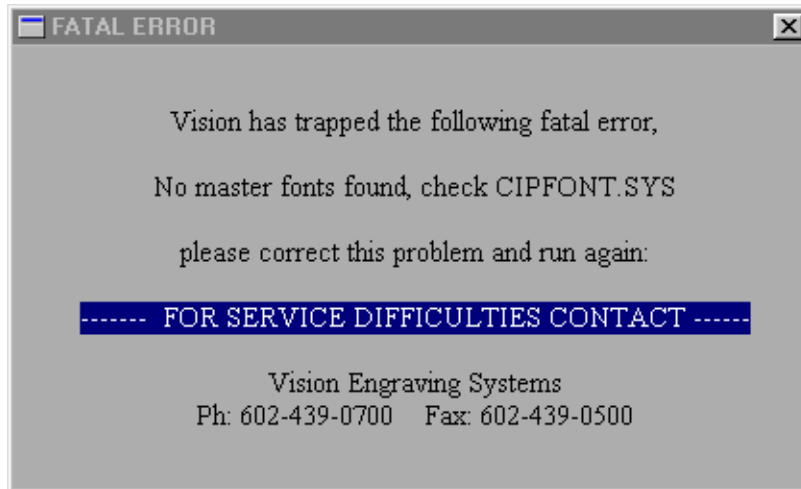 FATAL ERROR
Vision has trapped the following fatal error,
No master fonts found, check CIPFONT.SYS
please correct this problem and run again:
------- FOR SERVICE DIFFICULTIES CONTACT ------
Vision Engraving Systems
Ph: 602-439-0700 Fax: 602-439-0500